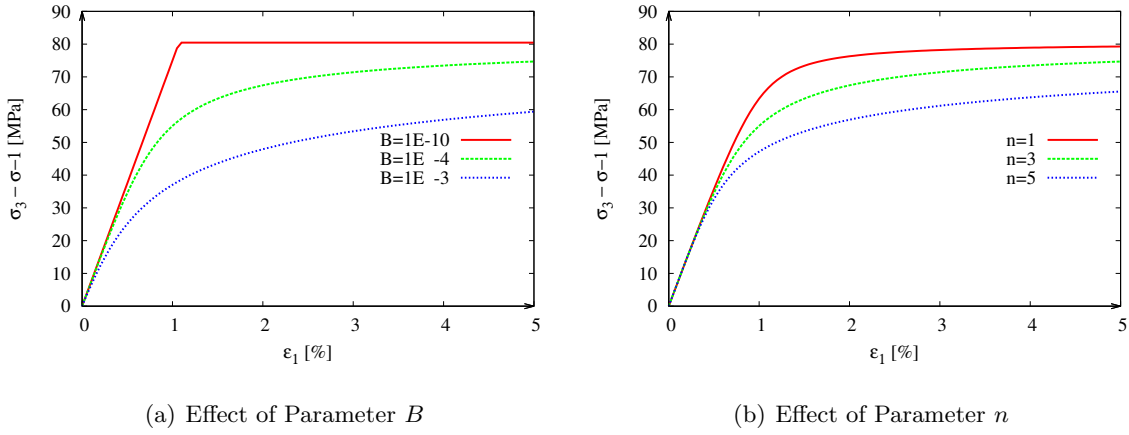 90
80
70
60
50
40
30
20
10
0
0 1 2 3 4 5
σ₃ − σ−1 [MPa]
ε₁ [%]
B=1E-10
B=1E -4
B=1E -3
(a) Effect of Parameter B
90
80
70
60
50
40
30
20
10
0
0 1 2 3 4 5
σ₃ − σ−1 [MPa]
ε₁ [%]
n=1
n=3
n=5
(b) Effect of Parameter n